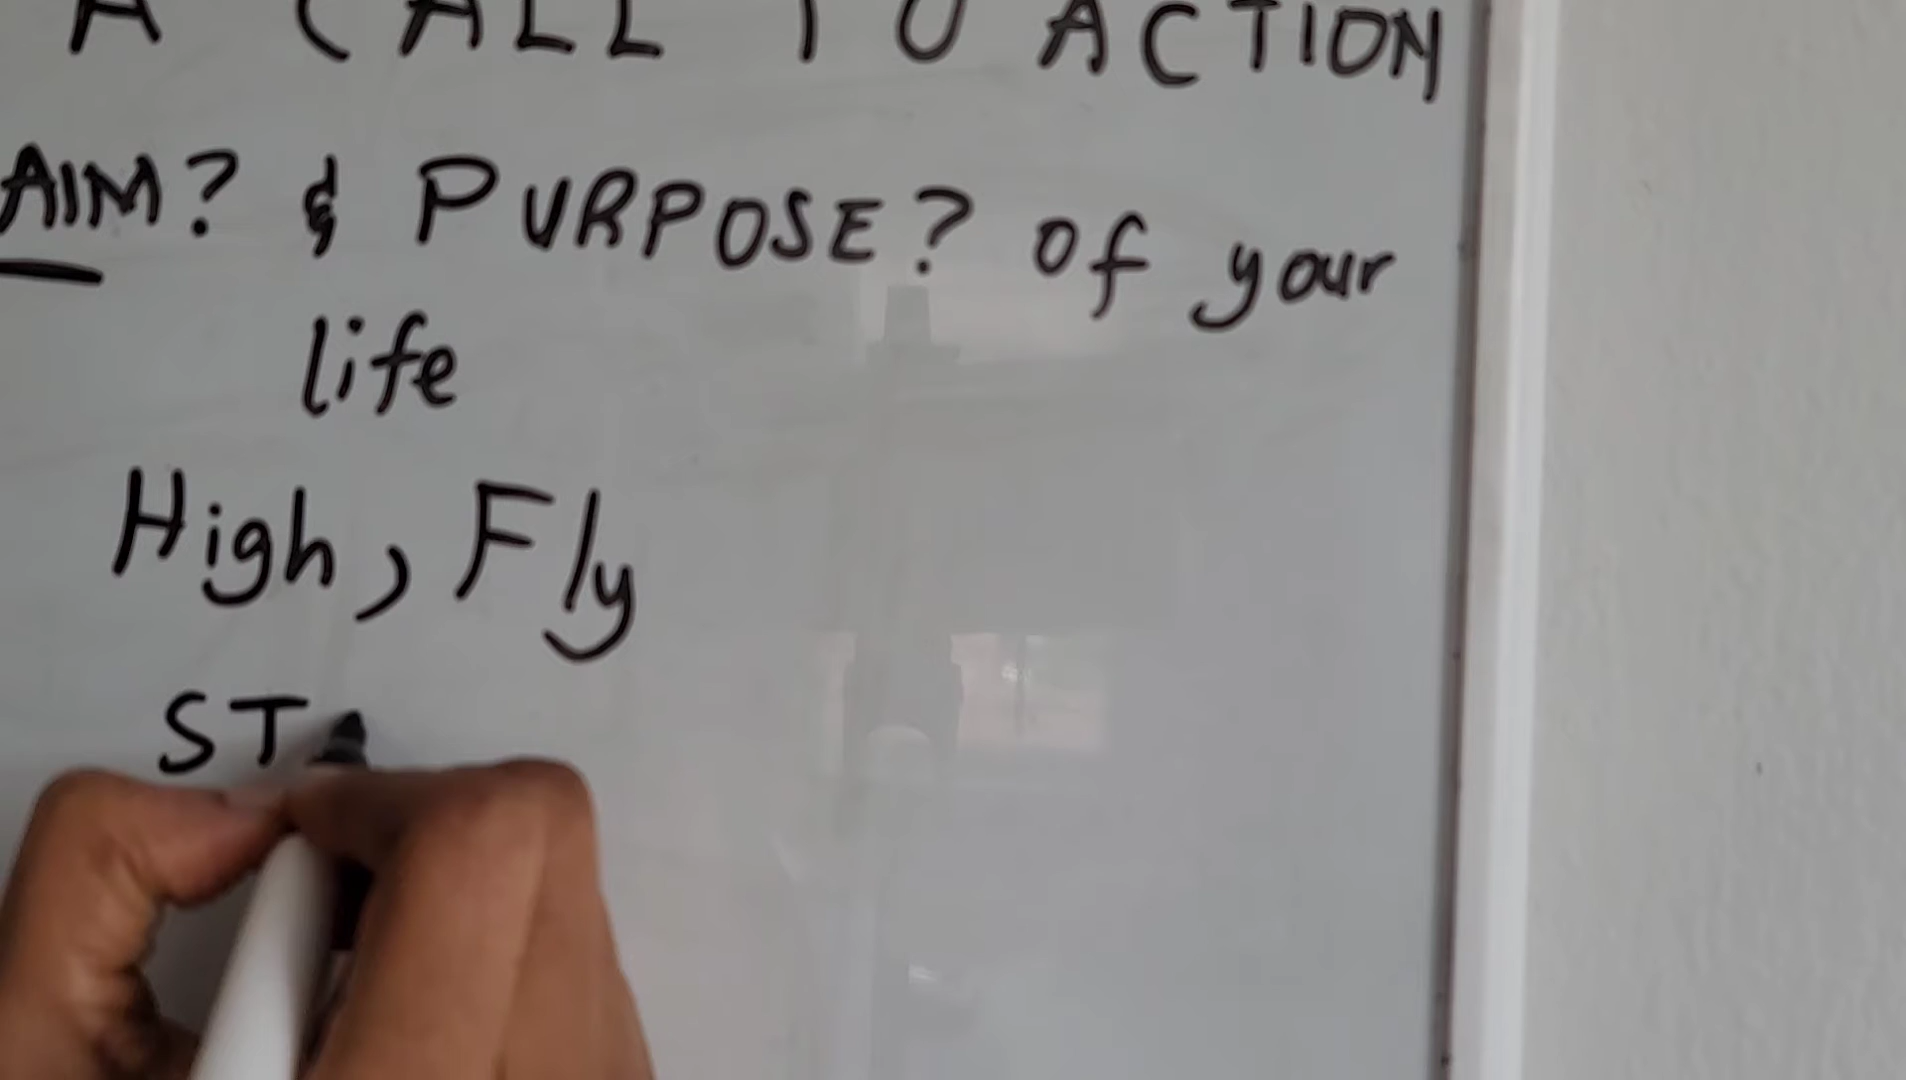 A CALL TO ACTION
AIM? & PURPOSE? of your
life
High, Fly
ST